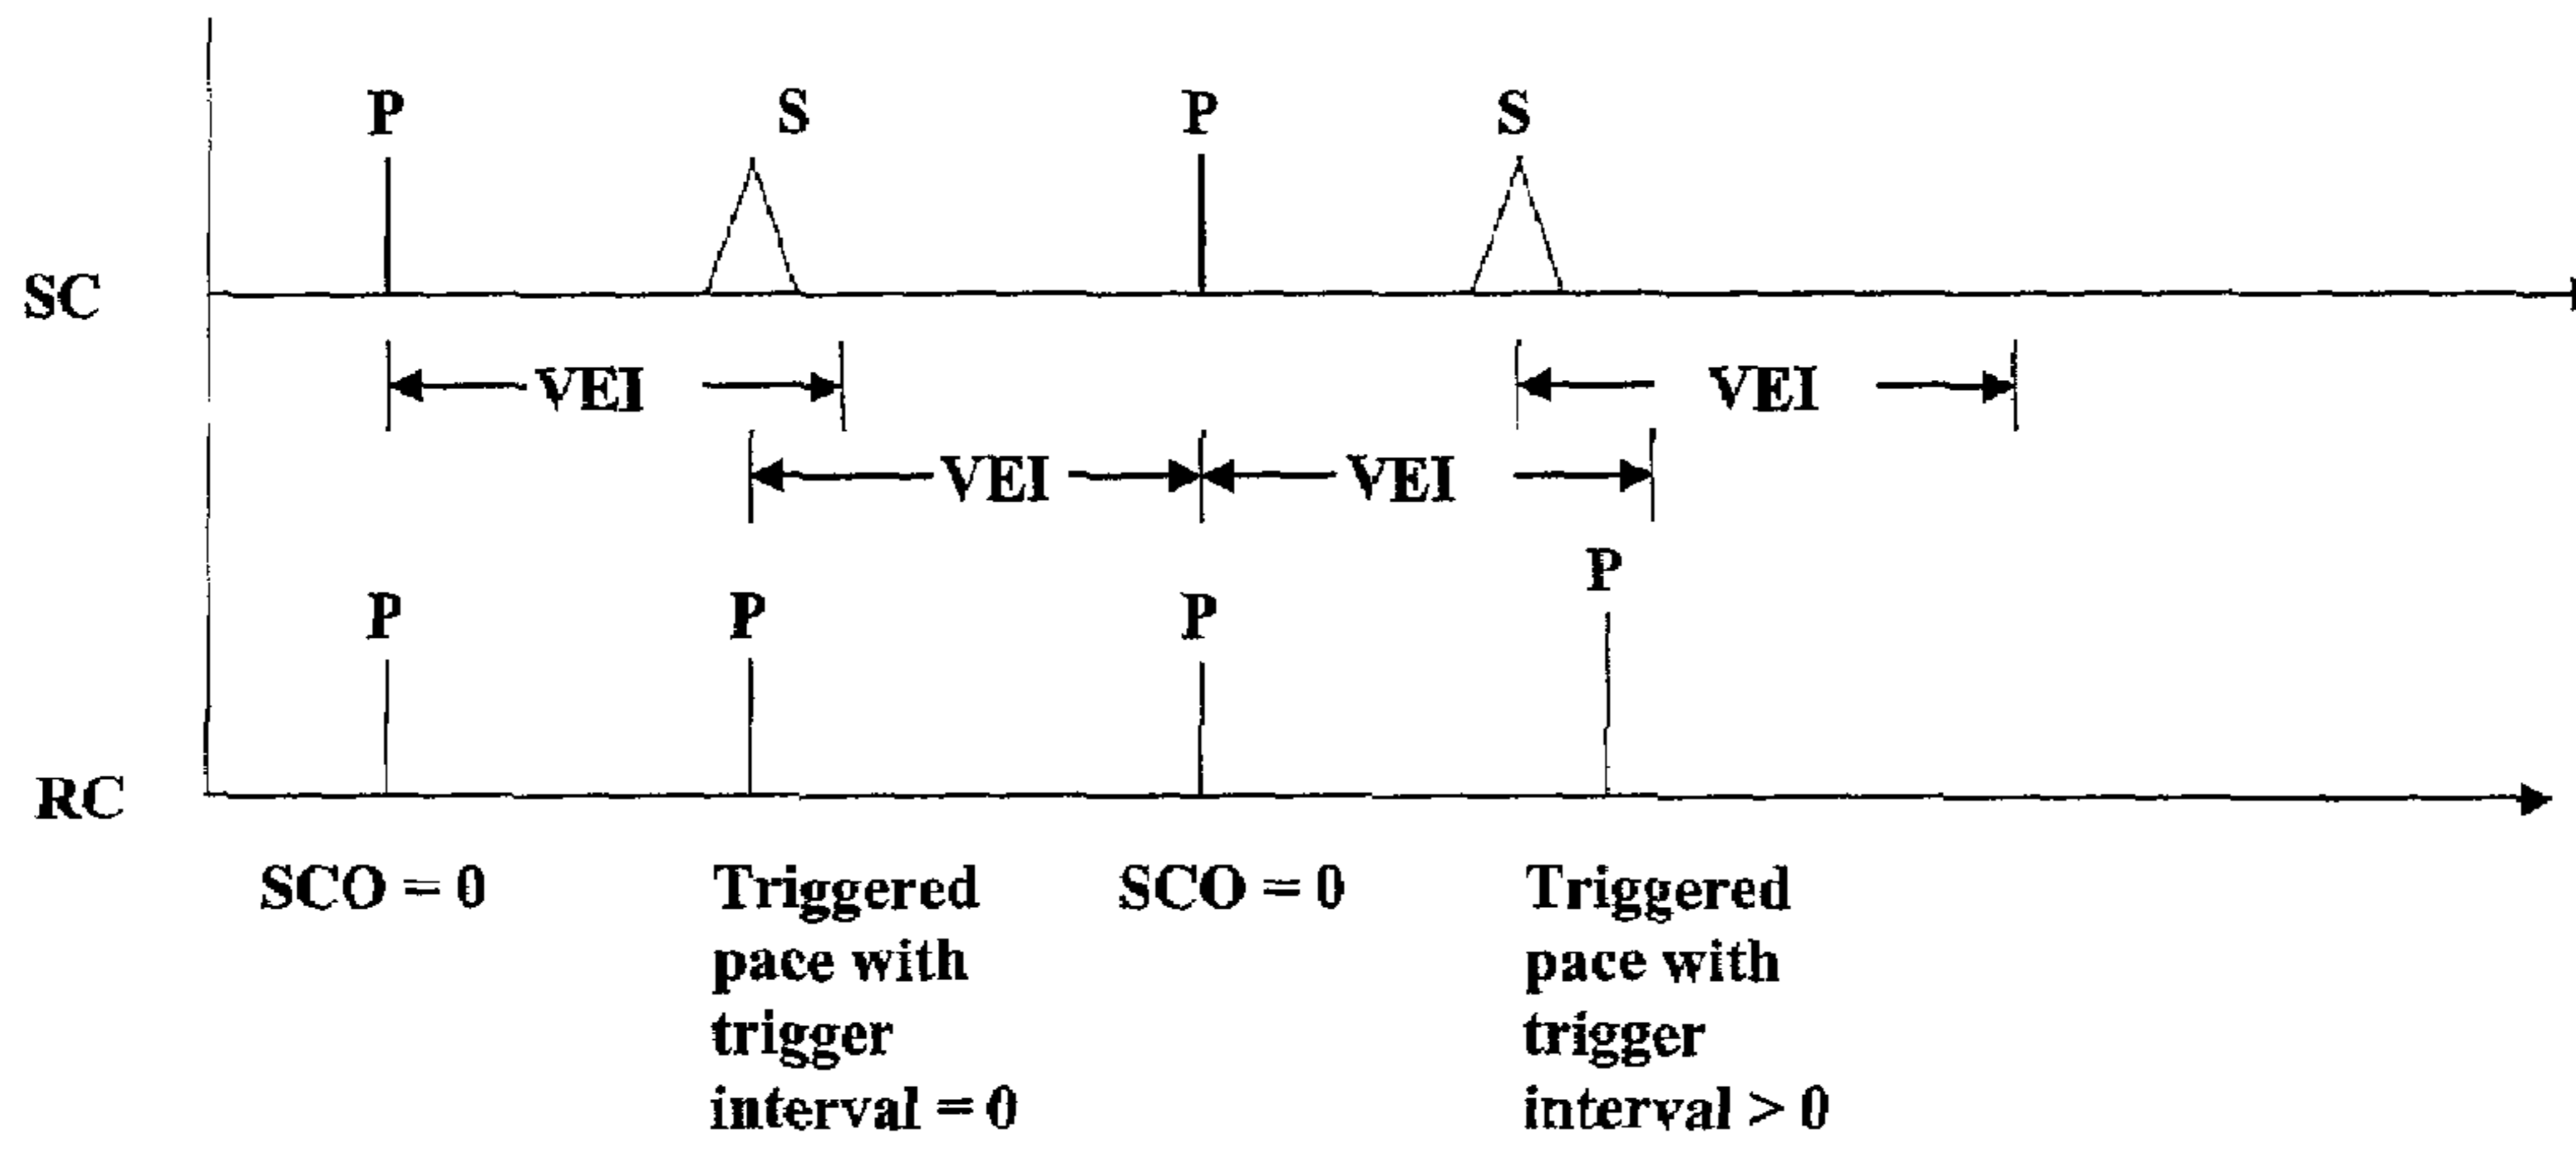 P S P S
SC
VEI VEI
VEI VEI
P
P P P
RC
SCO = 0
Triggered
pace with
trigger
interval = 0
SCO = 0
Triggered
pace with
trigger
interval > 0